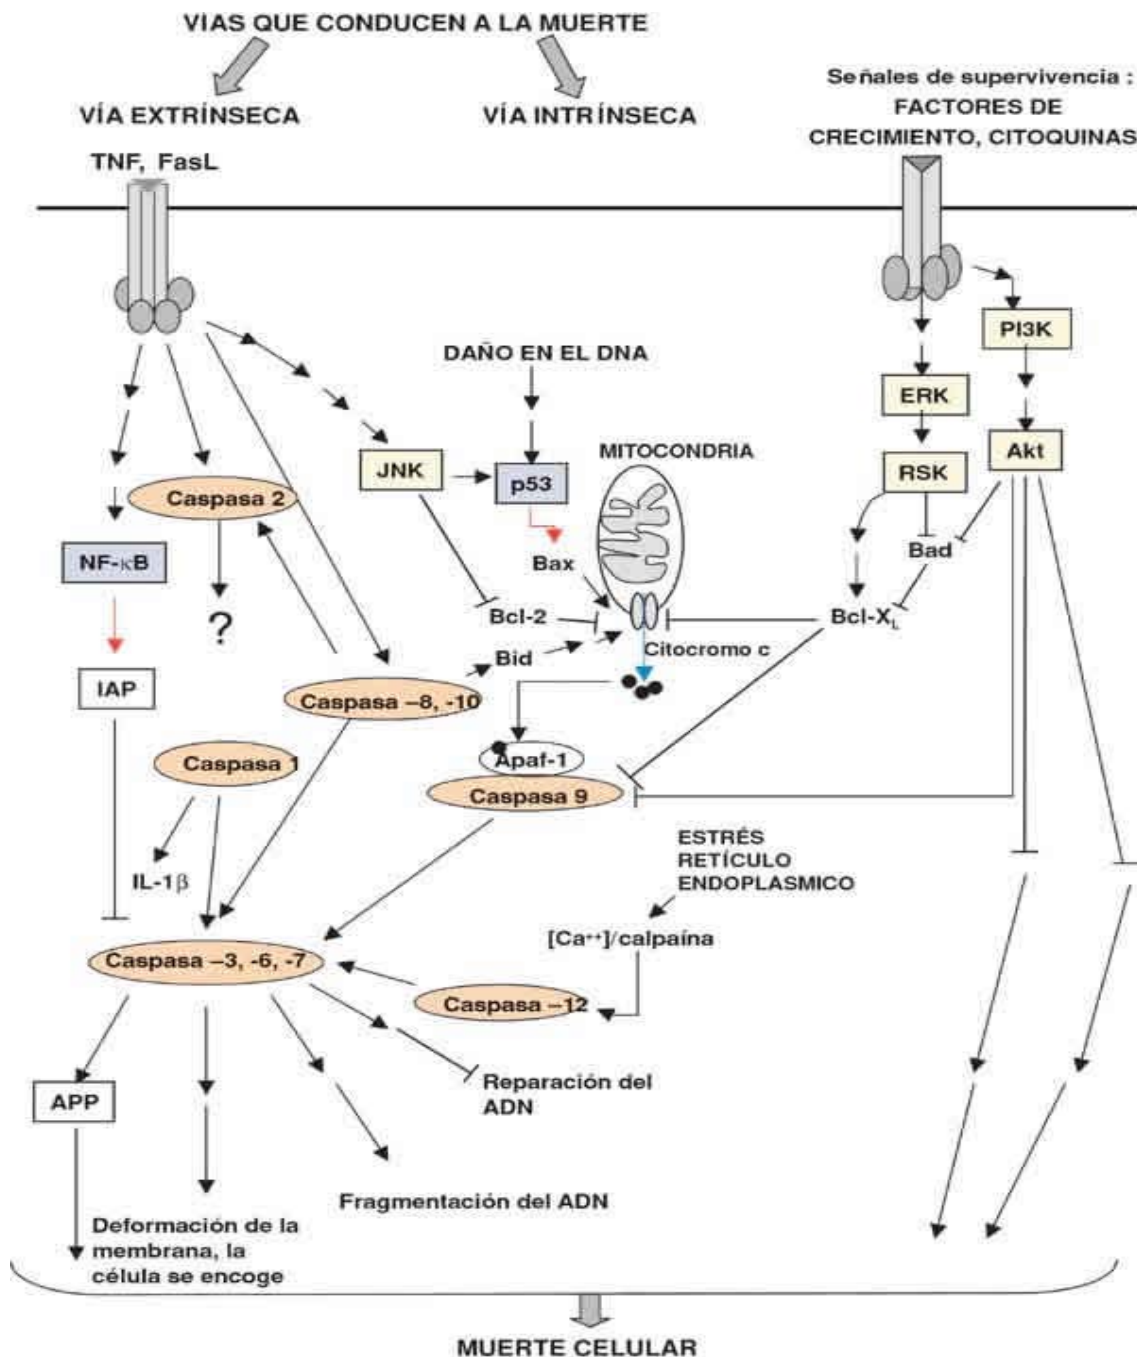 VIAS QUE CONDUCEN A LA MUERTE
VÍA EXTRÍNSECA
VÍA INTRÍNSECA
Señales de supervivencia :
FACTORES DE
CRECIMIENTO, CITOQUINAS
TNF, FasL
PI3K
DAÑO EN EL DNA
ERK
MITOCONDRIA
Akt
JNK
p53
RSK
Caspasa 2
Bad
NF-κB
Bax
?
Bcl-2
Bcl-XL
Bid
Citocromo c
IAP
Caspasa –8, -10
Caspasa 1
Apaf-1
Caspasa 9
ESTRÉS
RETÍCULO
ENDOPLASMICO
IL-1β
[Ca++]/calpaína
Caspasa –3, -6, -7
Caspasa –12
Reparación del
ADN
APP
Fragmentación del ADN
Deformación de la
membrana, la
célula se encoge
MUERTE CELULAR